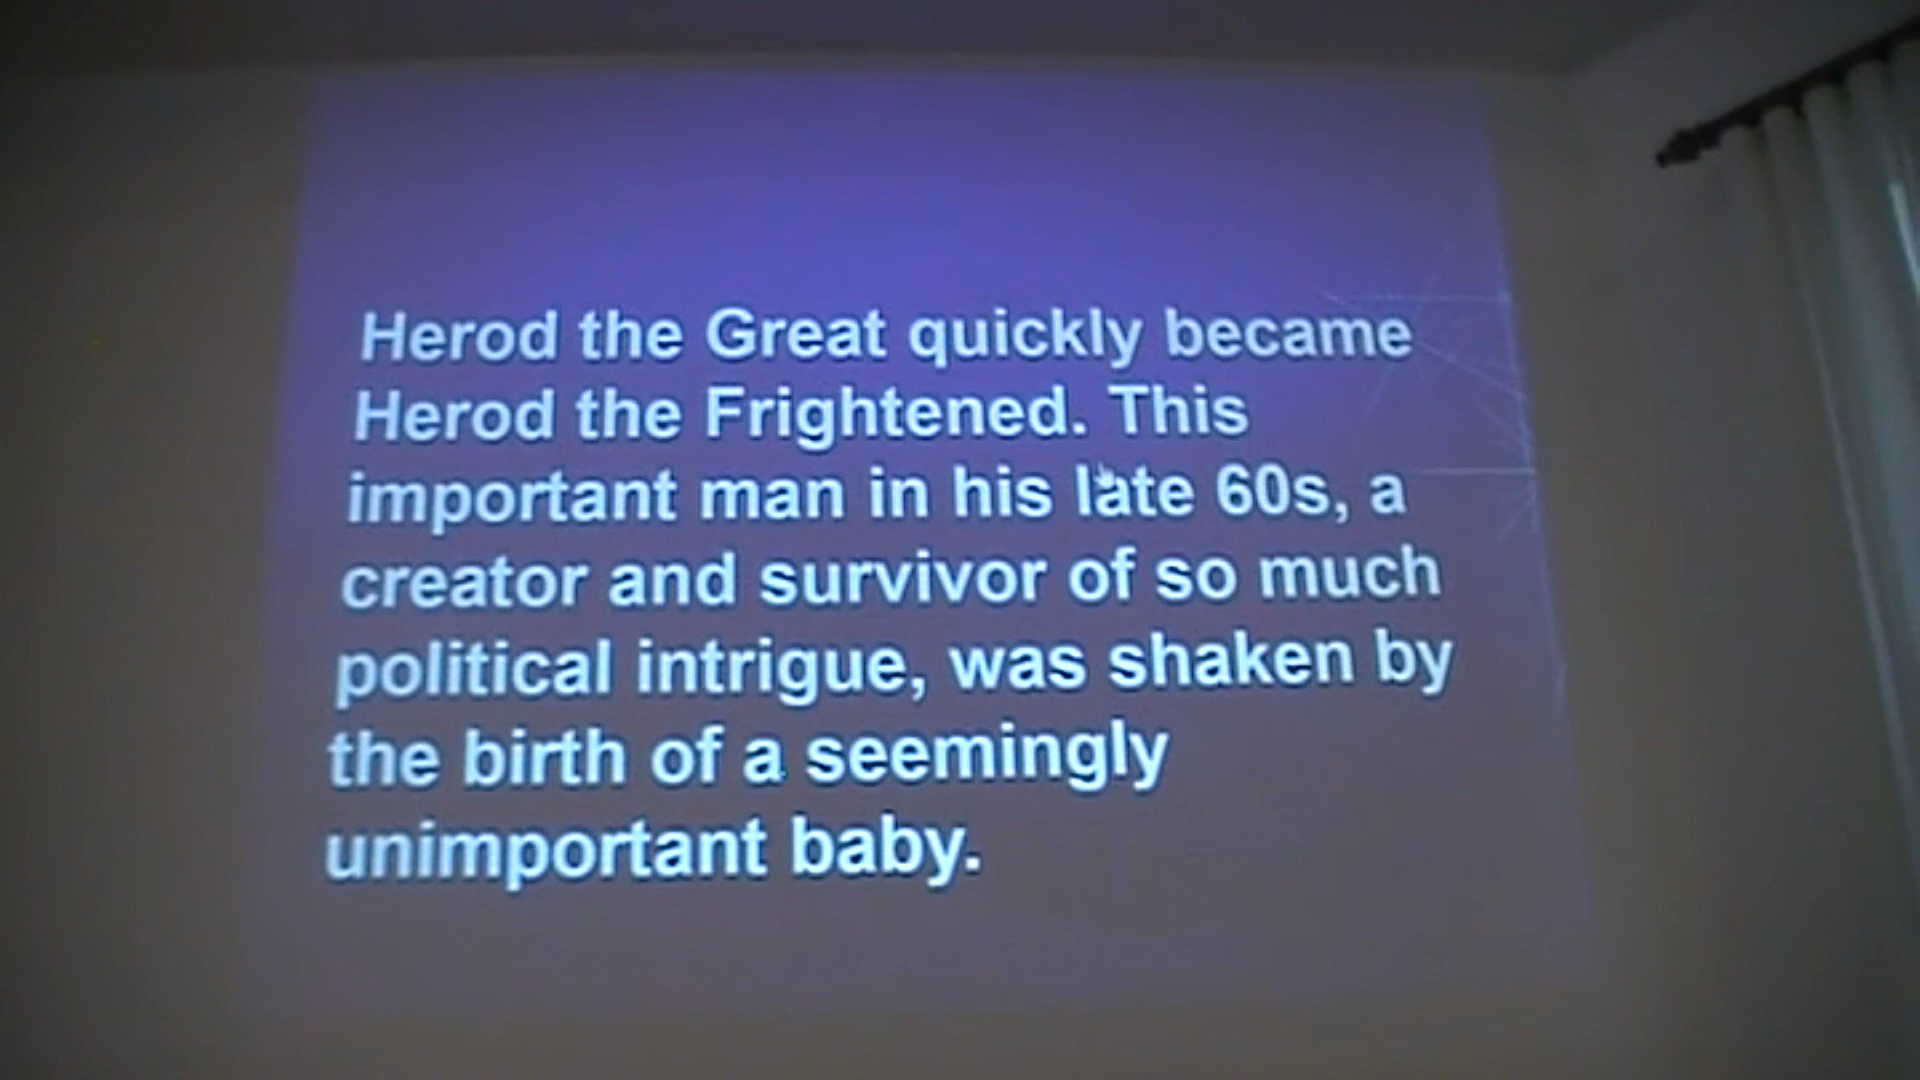 Herod the Great quickly became
Herod the Frightened. This
important man in his late 60s, a
creator and survivor of so much
political intrigue, was shaken by
the birth of a seemingly
unimportant baby.